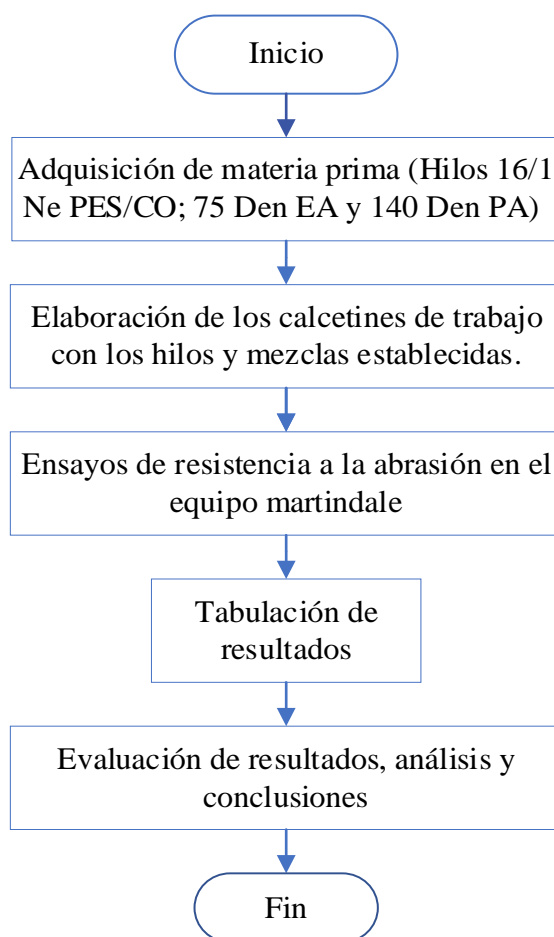 Inicio
Adquisición de materia prima (Hilos 16/1
Ne PES/CO; 75 Den EA y 140 Den PA)
Elaboración de los calcetines de trabajo
con los hilos y mezclas establecidas.
Ensayos de resistencia a la abrasión en el
equipo martindale
Tabulación de
resultados
Evaluación de resultados, análisis y
conclusiones
Fin